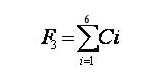 F₃ = ∑_{i=1}^{6} Ci